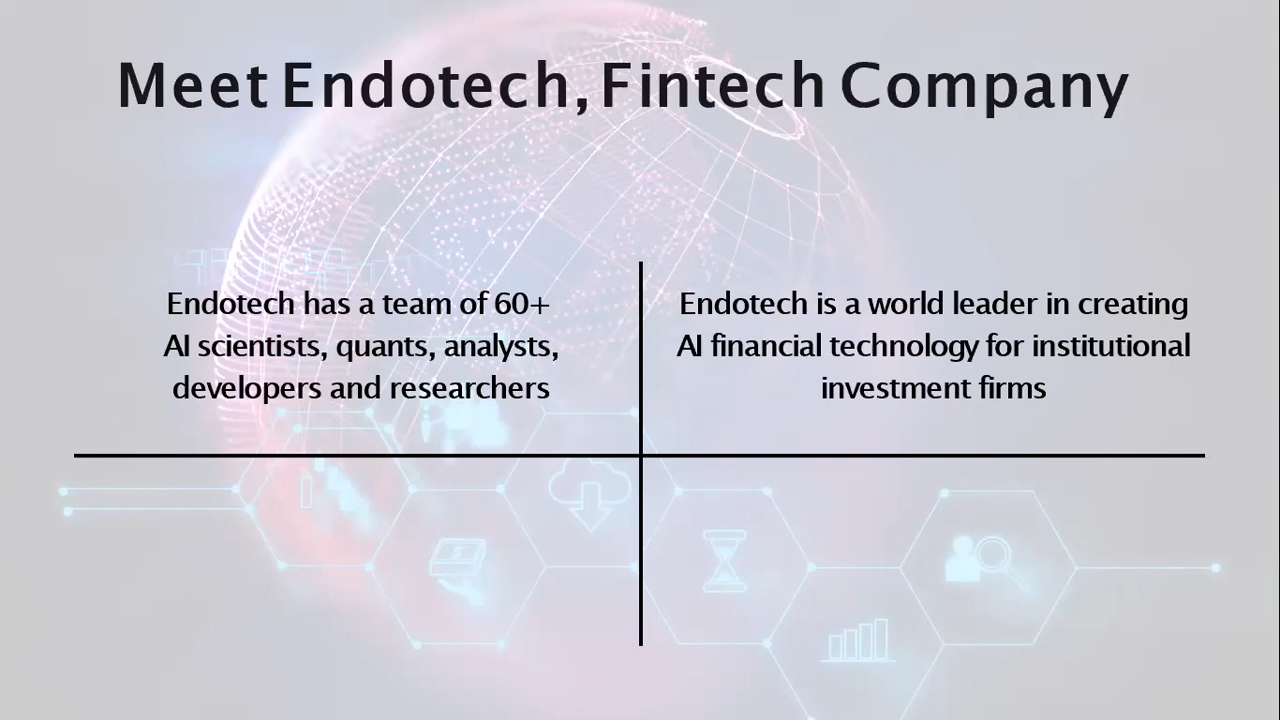 Meet Endotech, Fintech Company
Endotech has a team of 60+
AI scientists, quants, analysts,
developers and researchers
Endotech is a world leader in creating
AI financial technology for institutional
investment firms